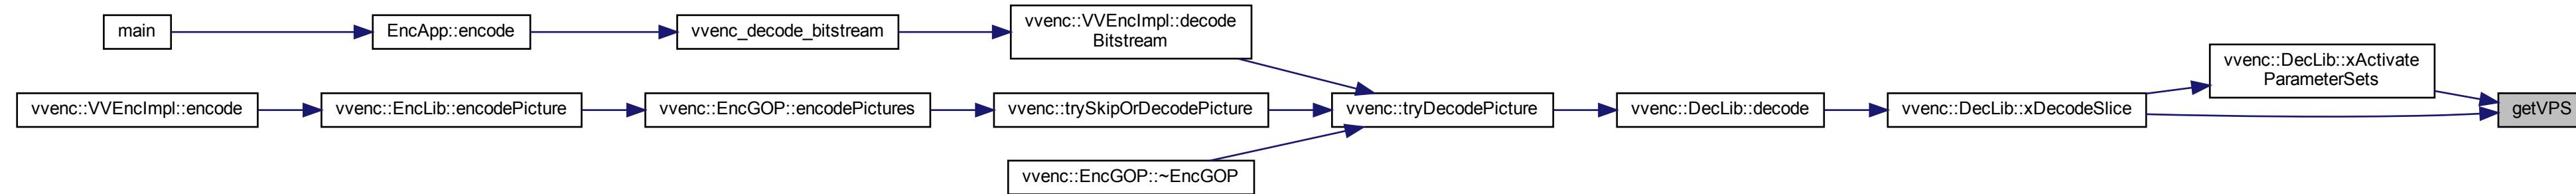 main
EncApp::encode
vvenc_decode_bitstream
vvenc::VVEncImpl::decode
Bitstream
vvenc::DecLib::xActivate
ParameterSets
vvenc::VVEncImpl::encode
vvenc::EncLib::encodePicture
vvenc::EncGOP::encodePictures
vvenc::trySkipOrDecodePicture
vvenc::tryDecodePicture
vvenc::DecLib::decode
vvenc::DecLib::xDecodeSlice
getVPS
vvenc::EncGOP::~EncGOP